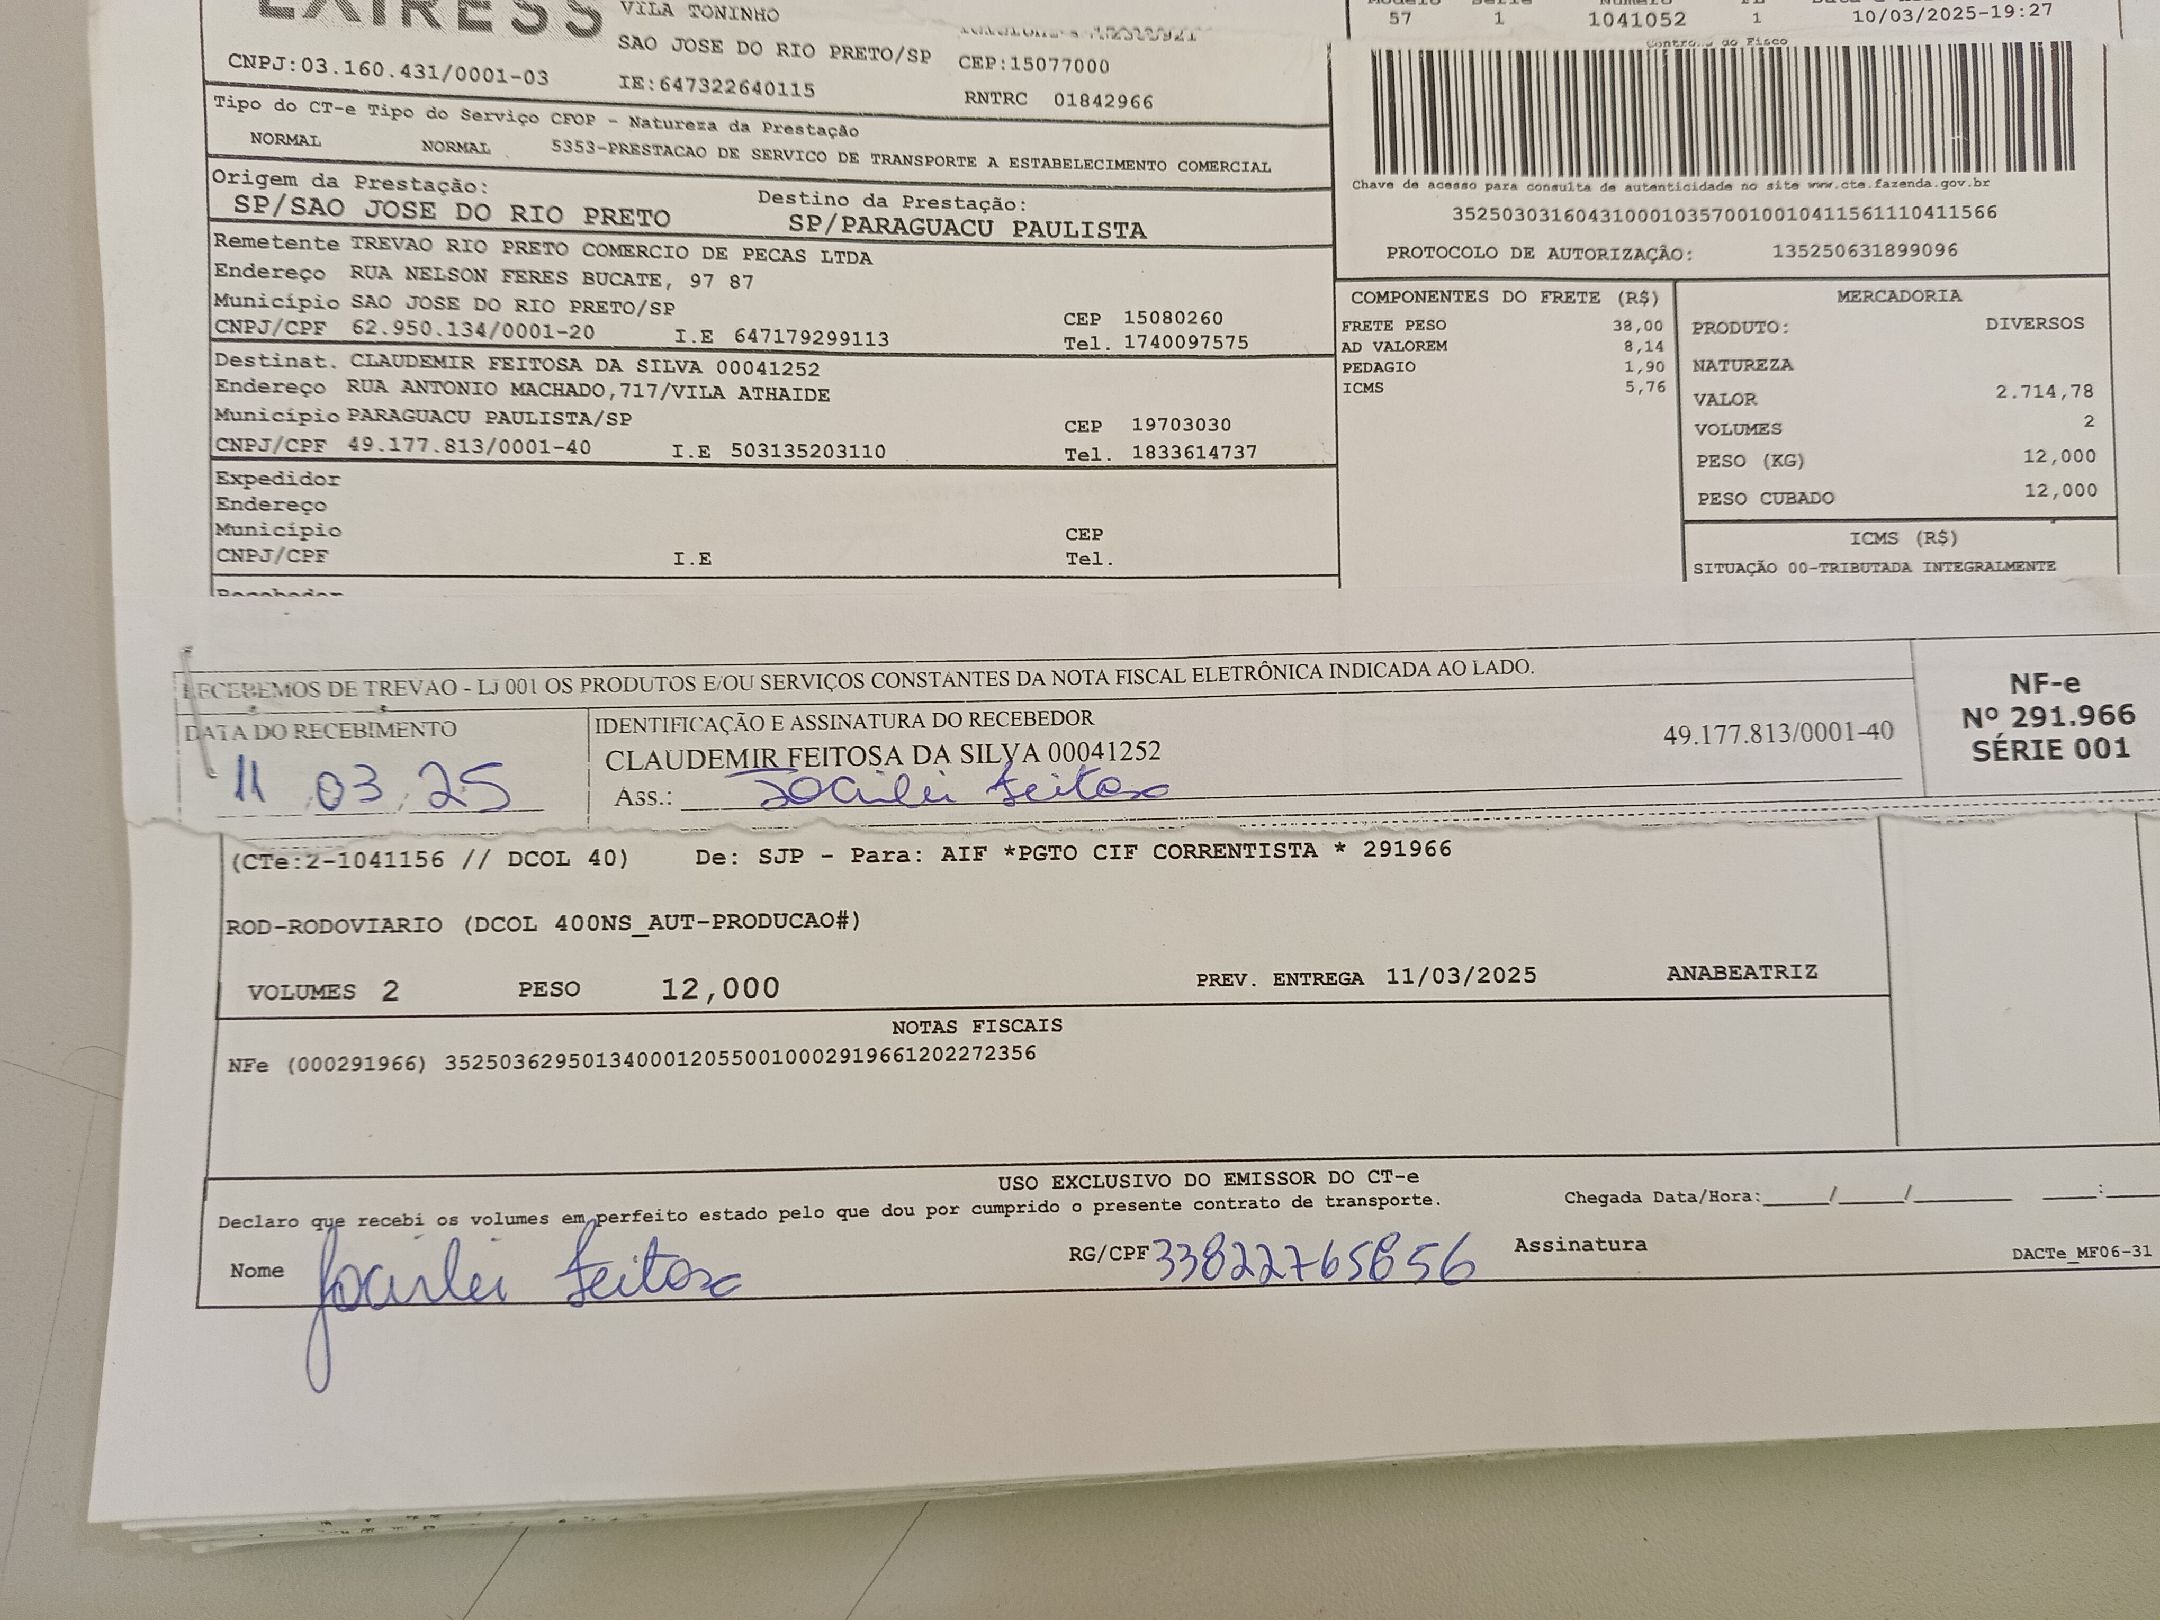 EXPRESS
VILA TONINHO
SAO JOSE DO RIO PRETO/SP CEP:15077000
CNPJ:03.160.431/0001-03 IE:647322640115 RNTRC 01842966
57 1 1041052 1 10/03/2025-19:27
do Fisco
Tipo do CT-e Tipo do Serviço CFOP - Natureza da Prestação
NORMAL NORMAL 5353-PRESTACAO DE SERVICO DE TRANSPORTE A ESTABELECIMENTO COMERCIAL
Chave de acesso para consulta de autenticidade no site www.cte.fazenda.gov.br
35250303160431000103570010010411561110411566
PROTOCOLO DE AUTORIZAÇÃO: 135250631899096
Origem da Prestação: Destino da Prestação:
SP/SAO JOSE DO RIO PRETO SP/PARAGUACU PAULISTA
Remetente TREVAO RIO PRETO COMERCIO DE PECAS LTDA
Endereço RUA NELSON FERES BUCATE, 97 87
Município SAO JOSE DO RIO PRETO/SP CEP 15080260
CNPJ/CPF 62.950.134/0001-20 I.E 647179299113 Tel. 1740097575
Destinat. CLAUDEMIR FEITOSA DA SILVA 00041252
Endereço RUA ANTONIO MACHADO,717/VILA ATHAIDE
Município PARAGUACU PAULISTA/SP CEP 19703030
CNPJ/CPF 49.177.813/0001-40 I.E 503135203110 Tel. 1833614737
Expedidor
Endereço
Município CEP
CNPJ/CPF I.E Tel.
COMPONENTES DO FRETE (R$)
FRETE PESO 38,00
AD VALOREM 8,14
PEDAGIO 1,90
ICMS 5,76
MERCADORIA
PRODUTO: DIVERSOS
NATUREZA
VALOR 2.714,78
VOLUMES 2
PESO (KG) 12,000
PESO CUBADO 12,000
ICMS (R$)
SITUAÇÃO 00-TRIBUTADA INTEGRALMENTE
RECEBEMOS DE TREVAO - LJ 001 OS PRODUTOS E/OU SERVIÇOS CONSTANTES DA NOTA FISCAL ELETRÔNICA INDICADA AO LADO.
DATA DO RECEBIMENTO IDENTIFICAÇÃO E ASSINATURA DO RECEBEDOR
CLAUDEMIR FEITOSA DA SILVA 00041252 49.177.813/0001-40
11 03 25 Ass.: Jocilei Feitosa
NF-e
Nº 291.966
SÉRIE 001
(CTe:2-1041156 // DCOL 40) De: SJP - Para: AIF *PGTO CIF CORRENTISTA * 291966
ROD-RODOVIARIO (DCOL 400NS_AUT-PRODUCAO#)
VOLUMES 2 PESO 12,000 PREV. ENTREGA 11/03/2025 ANABEATRIZ
NOTAS FISCAIS
NFe (000291966) 35250362950134000120550010002919661202272356
USO EXCLUSIVO DO EMISSOR DO CT-e
Declaro que recebi os volumes em perfeito estado pelo que dou por cumprido o presente contrato de transporte. Chegada Data/Hora:____/____/______ ____:____
Nome Jocilei Feitosa RG/CPF 33822765856 Assinatura DACTe_MF06-31